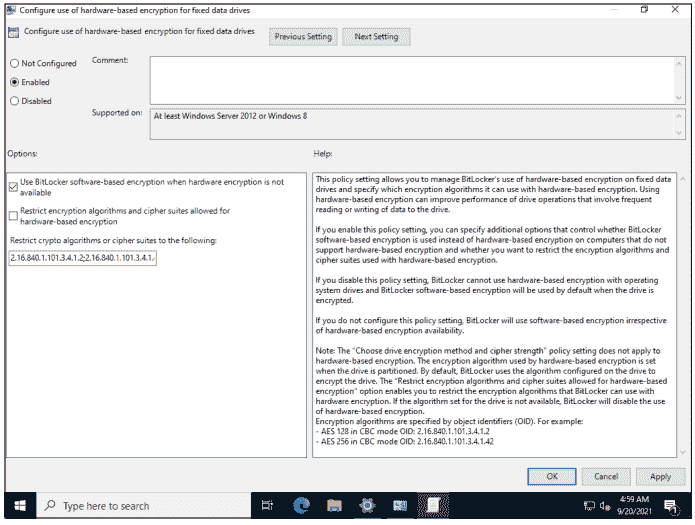 Configure use of hardware-based encryption for fixed data drives
Configure use of hardware-based encryption for fixed data drives
Previous Setting
Next Setting
Not Configured
Enabled
Disabled
Comment:
Supported on:
At least Windows Server 2012 or Windows 8
Options:
Help:
Use BitLocker software-based encryption when hardware encryption is not
available
Restrict encryption algorithms and cipher suites allowed for
hardware-based encryption
Restrict crypto algorithms or cipher suites to the following:
2.16.840.1.101.3.4.1.2;2.16.840.1.101.3.4.1.
This policy setting allows you to manage BitLocker's use of hardware-based encryption on fixed data
drives and specify which encryption algorithms it can use with hardware-based encryption. Using
hardware-based encryption can improve performance of drive operations that involve frequent
reading or writing of data to the drive.
If you enable this policy setting, you can specify additional options that control whether BitLocker
software-based encryption is used instead of hardware-based encryption on computers that do not
support hardware-based encryption and whether you want to restrict the encryption algorithms and
cipher suites used with hardware-based encryption.
If you disable this policy setting, BitLocker cannot use hardware-based encryption with operating
system drives and BitLocker software-based encryption will be used by default when the drive is
encrypted.
If you do not configure this policy setting, BitLocker will use software-based encryption irrespective
of hardware-based encryption availability.
Note: The "Choose drive encryption method and cipher strength" policy setting does not apply to
hardware-based encryption. The encryption algorithm used by hardware-based encryption is set
when the drive is partitioned. By default, BitLocker uses the algorithm configured on the drive to
encrypt the drive. The "Restrict encryption algorithms and cipher suites allowed for hardware-based
encryption" option enables you to restrict the encryption algorithms that BitLocker can use with
hardware encryption. If the algorithm set for the drive is not available, BitLocker will disable the use
of hardware-based encryption.
Encryption algorithms are specified by object identifiers (OID). For example:
- AES 128 in CBC mode OID: 2.16.840.1.101.3.4.1.2
- AES 256 in CBC mode OID: 2.16.840.1.101.3.4.1.42
OK
Cancel
Apply
Type here to search
4:59 AM
9/20/2021